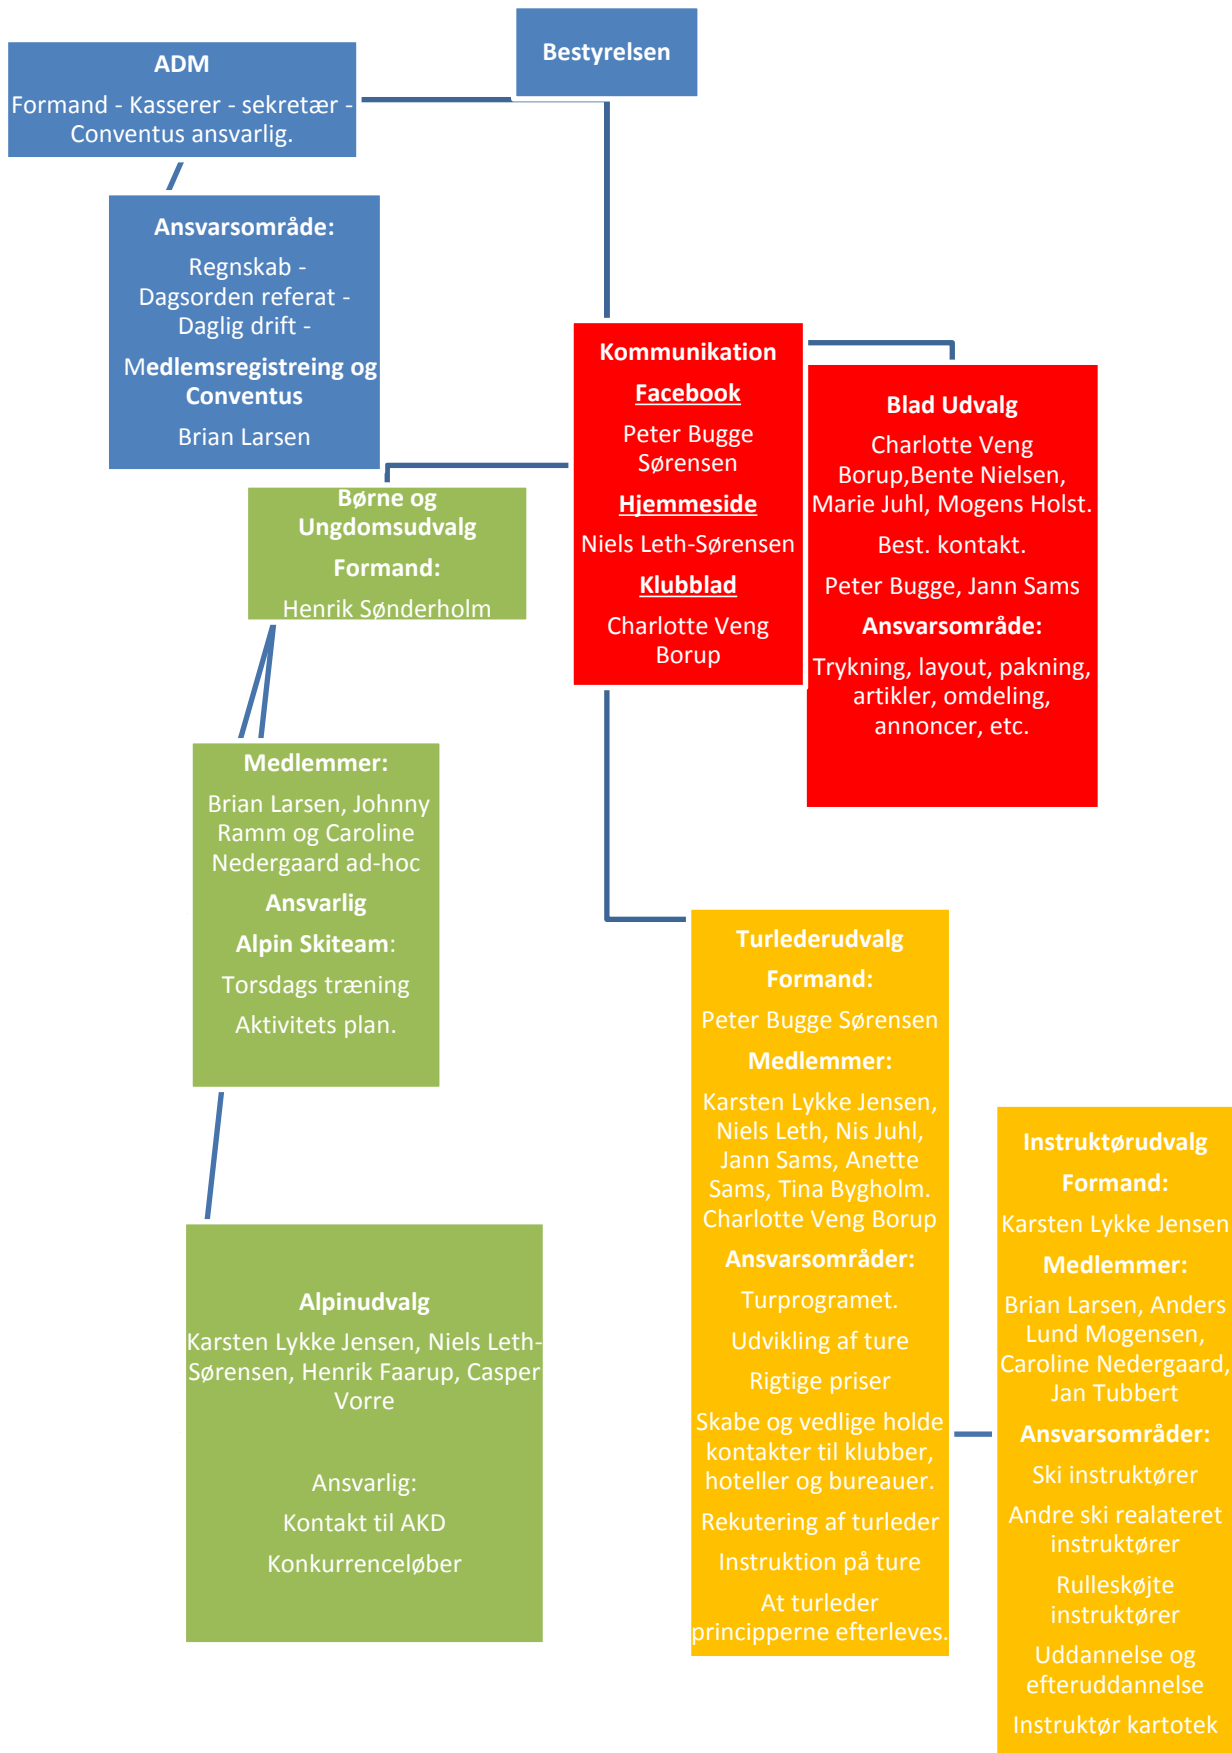 Bestyrelsen
ADM
Formand - Kasserer - sekretær -
Conventus ansvarlig.
Ansvarsområde:
Regnskab -
Dagsorden referat -
Daglig drift -
Medlemsregistreing og
Conventus
Brian Larsen
Kommunikation
Facebook
Peter Bugge
Sørensen
Hjemmeside
Niels Leth-Sørensen
Klubblad
Charlotte Veng
Borup
Blad Udvalg
Charlotte Veng
Borup,Bente Nielsen,
Marie Juhl, Mogens Holst.
Best. kontakt.
Peter Bugge, Jann Sams
Ansvarsområde:
Trykning, layout, pakning,
artikler, omdeling,
annoncer, etc.
Børne og
Ungdomsudvalg
Formand:
Henrik Sønderholm
Medlemmer:
Brian Larsen, Johnny
Ramm og Caroline
Nedergaard ad-hoc
Ansvarlig
Alpin Skiteam:
Torsdags træning
Aktivitets plan.
Alpinudvalg
Karsten Lykke Jensen, Niels Leth-
Sørensen, Henrik Faarup, Casper
Vorre
Ansvarlig:
Kontakt til AKD
Konkurrenceløber
Turlederudvalg
Formand:
Peter Bugge Sørensen
Medlemmer:
Karsten Lykke Jensen,
Niels Leth, Nis Juhl,
Jann Sams, Anette
Sams, Tina Bygholm.
Charlotte Veng Borup
Ansvarsområder:
Turprogramet.
Udvikling af ture
Rigtige priser
Skabe og vedlige holde
kontakter til klubber,
hoteller og bureauer.
Rekutering af turleder
Instruktion på ture
At turleder
principperne efterleves.
Instruktørudvalg
Formand:
Karsten Lykke Jensen
Medlemmer:
Brian Larsen, Anders
Lund Mogensen,
Caroline Nedergaard,
Jan Tubbert
Ansvarsområder:
Ski instruktører
Andre ski realateret
instruktører
Rulleskøjte
instruktører
Uddannelse og
efteruddannelse
Instruktør kartotek